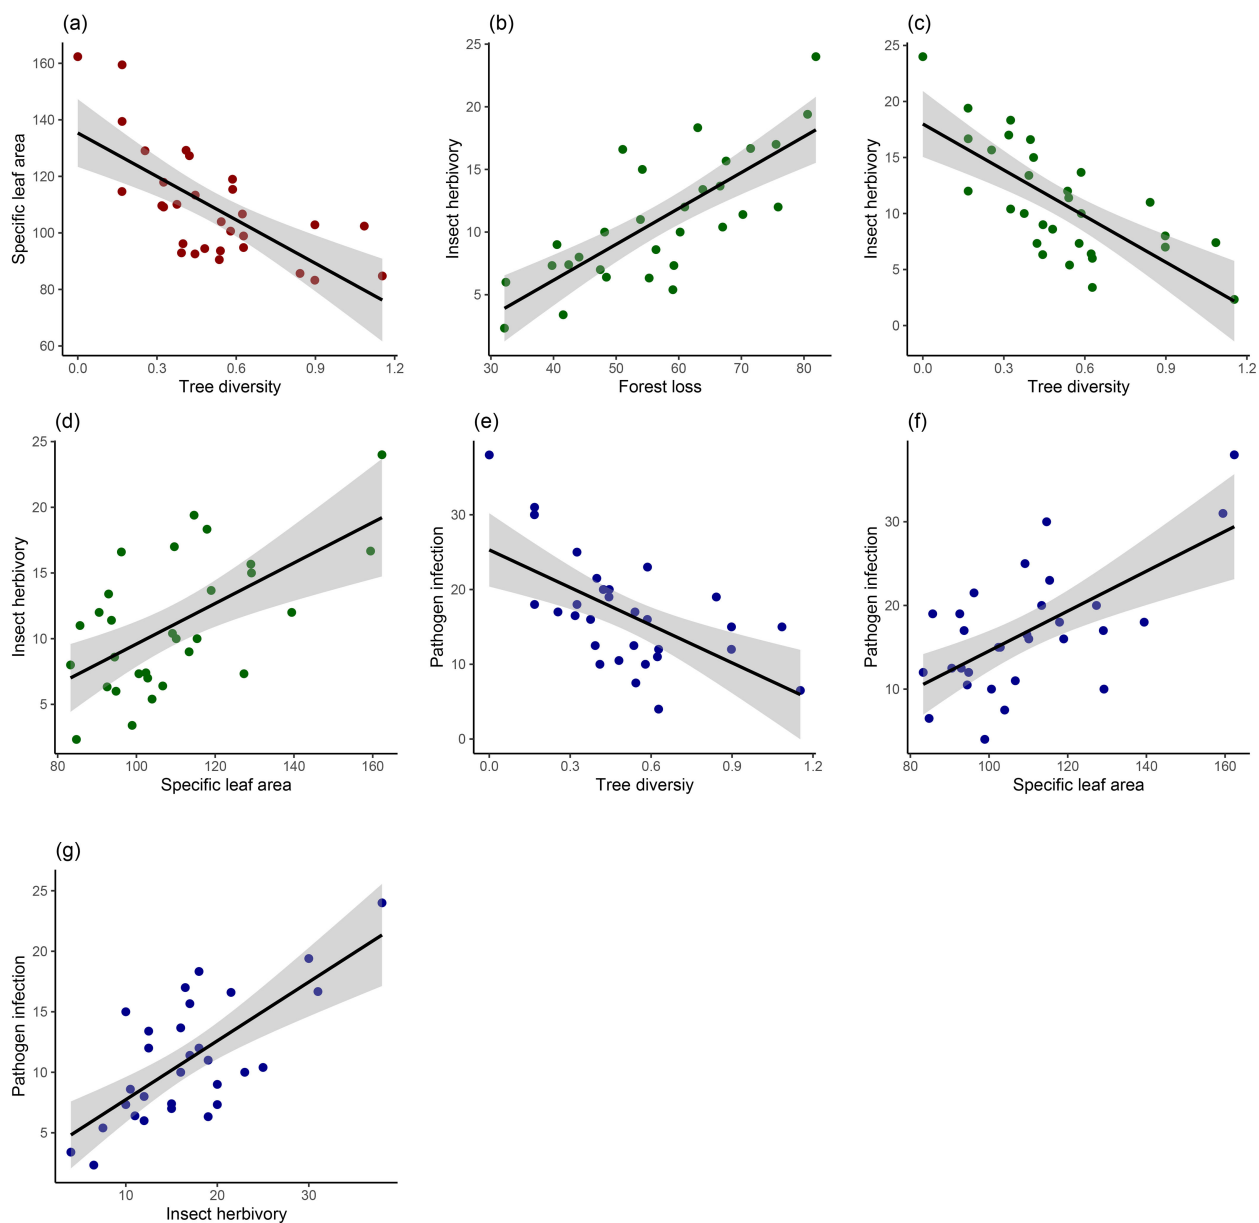 (a)
Specific leaf area
160
140
120
100
80
60
0.0 0.3 0.6 0.9 1.2
Tree diversity
(b)
Insect herbivory
25
20
15
10
5
30 40 50 60 70 80
Forest loss
(c)
Insect herbivory
25
20
15
10
5
0
0.0 0.3 0.6 0.9 1.2
Tree diversity
(d)
Insect herbivory
25
20
15
10
5
80 100 120 140 160
Specific leaf area
(e)
Pathogen infection
30
20
10
0
0.0 0.3 0.6 0.9 1.2
Tree diversiy
(f)
Pathogen infection
30
20
10
80 100 120 140 160
Specific leaf area
(g)
Pathogen infection
25
20
15
10
5
10 20 30
Insect herbivory